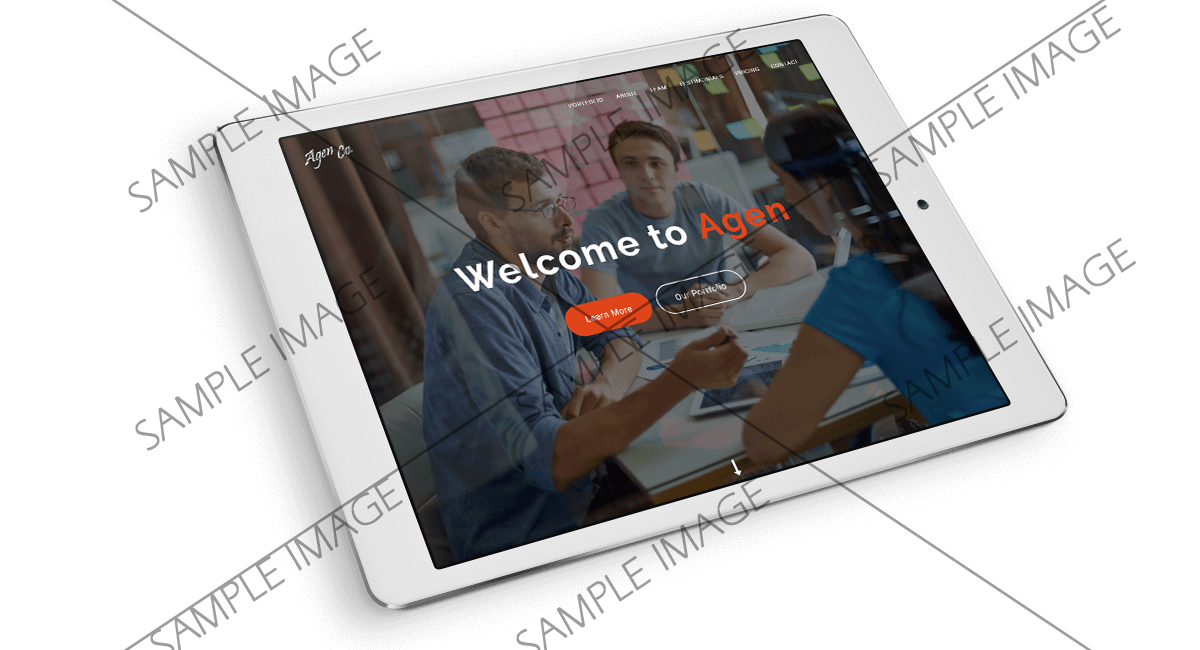 SAMPLE IMAGE
SAMPLE IMAGE
SAMPLE IMAGE
PORTFOLIO ABOUT TEAM TESTIMONIALS PRICING CONTACT
Agen Co.
Welcome to Agen
Learn More
Our Portfolio
SAMPLE IMAGE
SAMPLE IMAGE
SAMPLE IMAGE
SAMPLE IMAGE
SAMPLE IMAGE